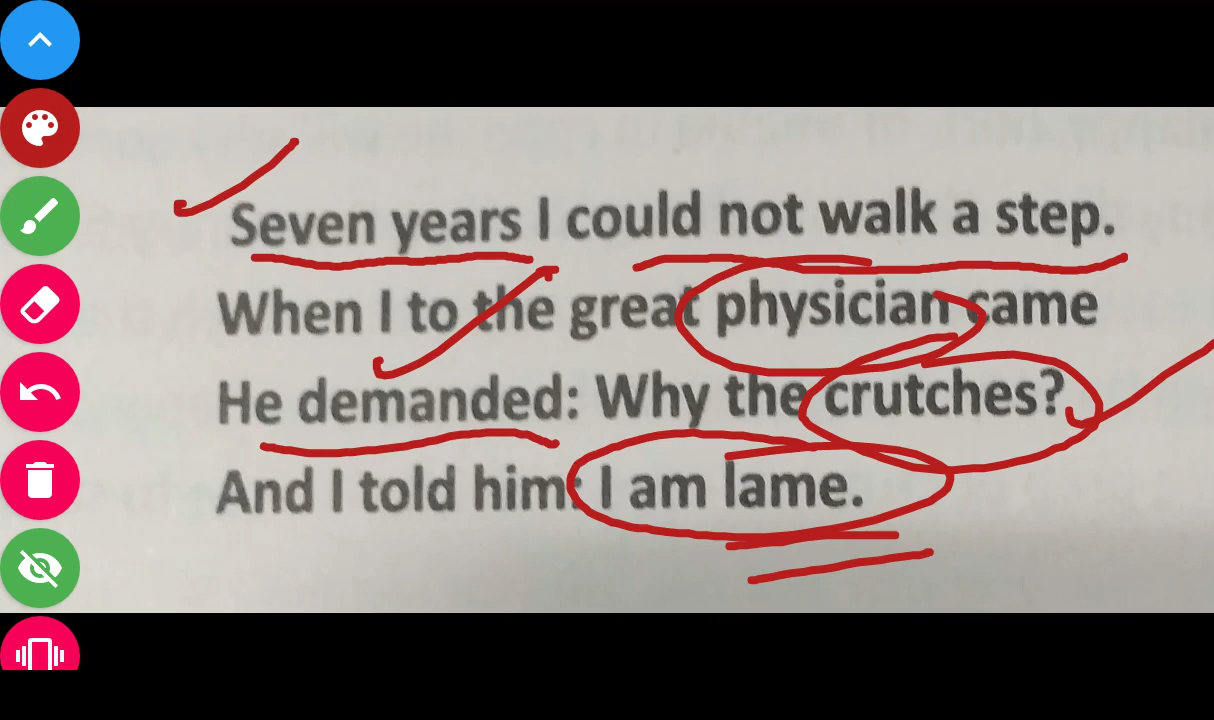 Seven years I could not walk a step.
When I to the great physician came
He demanded: Why the crutches?
And I told him: I am lame.